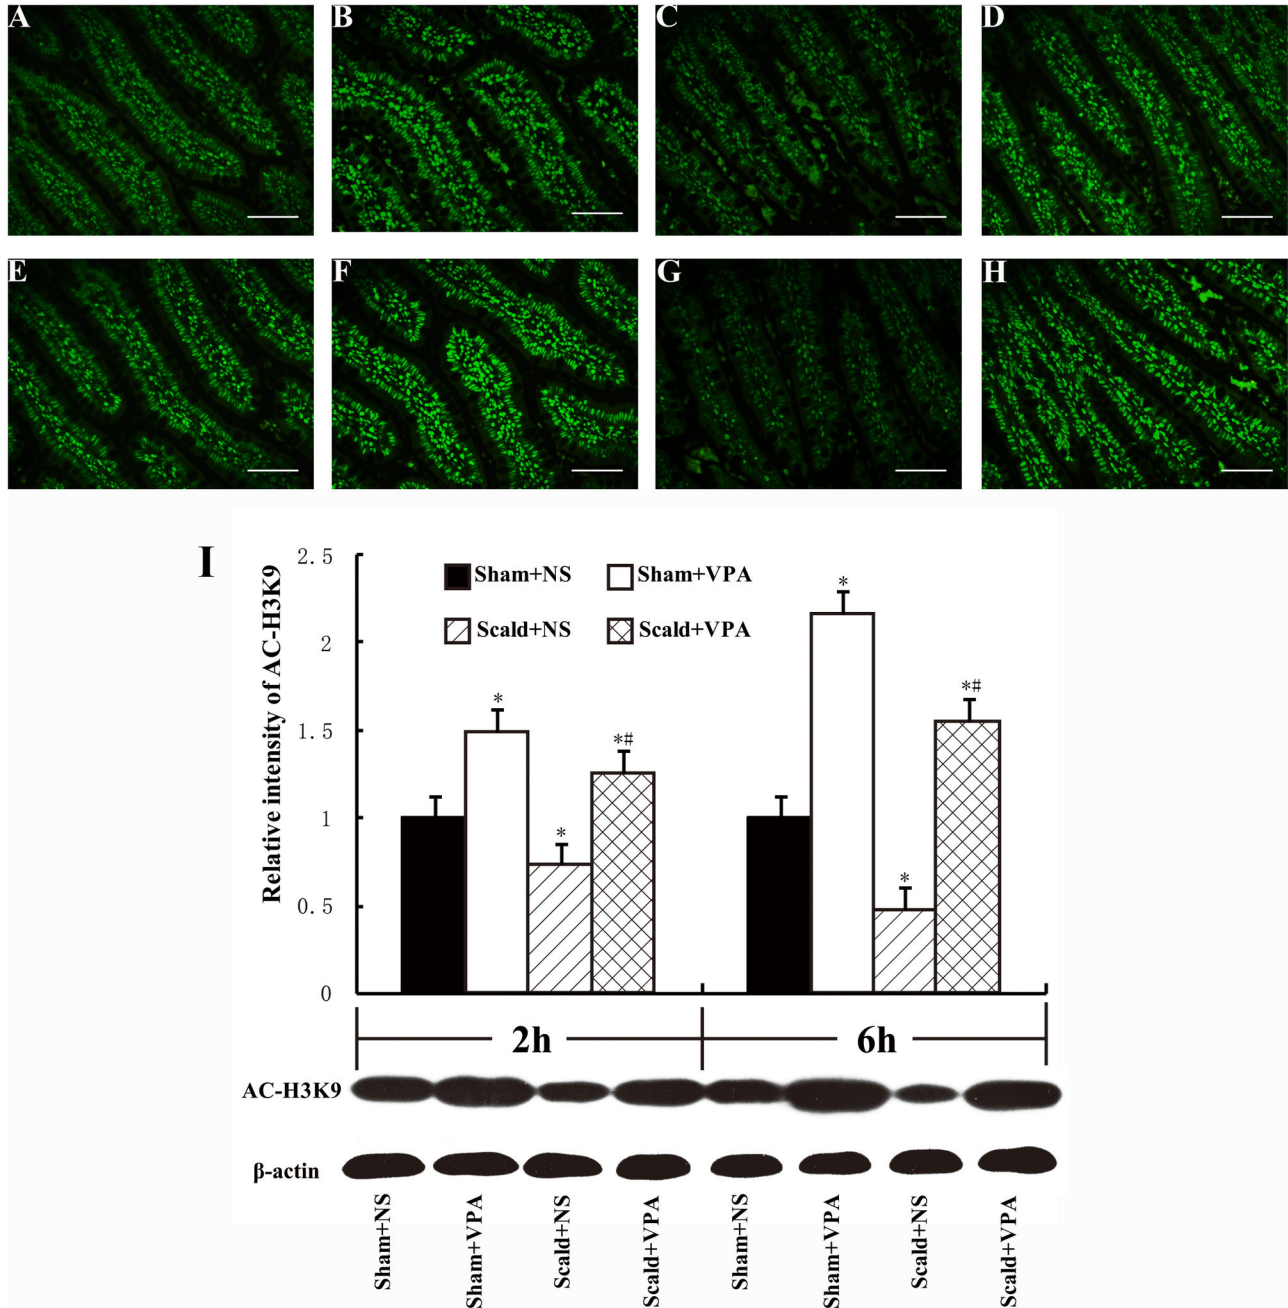 A B C D
E F G H
I
Relative intensity of AC-H3K9
2.5
2
1.5
1
0.5
0
Sham+NS Sham+VPA
Scald+NS Scald+VPA
* * * *#
* * * *#
2h 6h
AC-H3K9
β-actin
Sham+NS Sham+VPA Scald+NS Scald+VPA Sham+NS Sham+VPA Scald+NS Scald+VPA